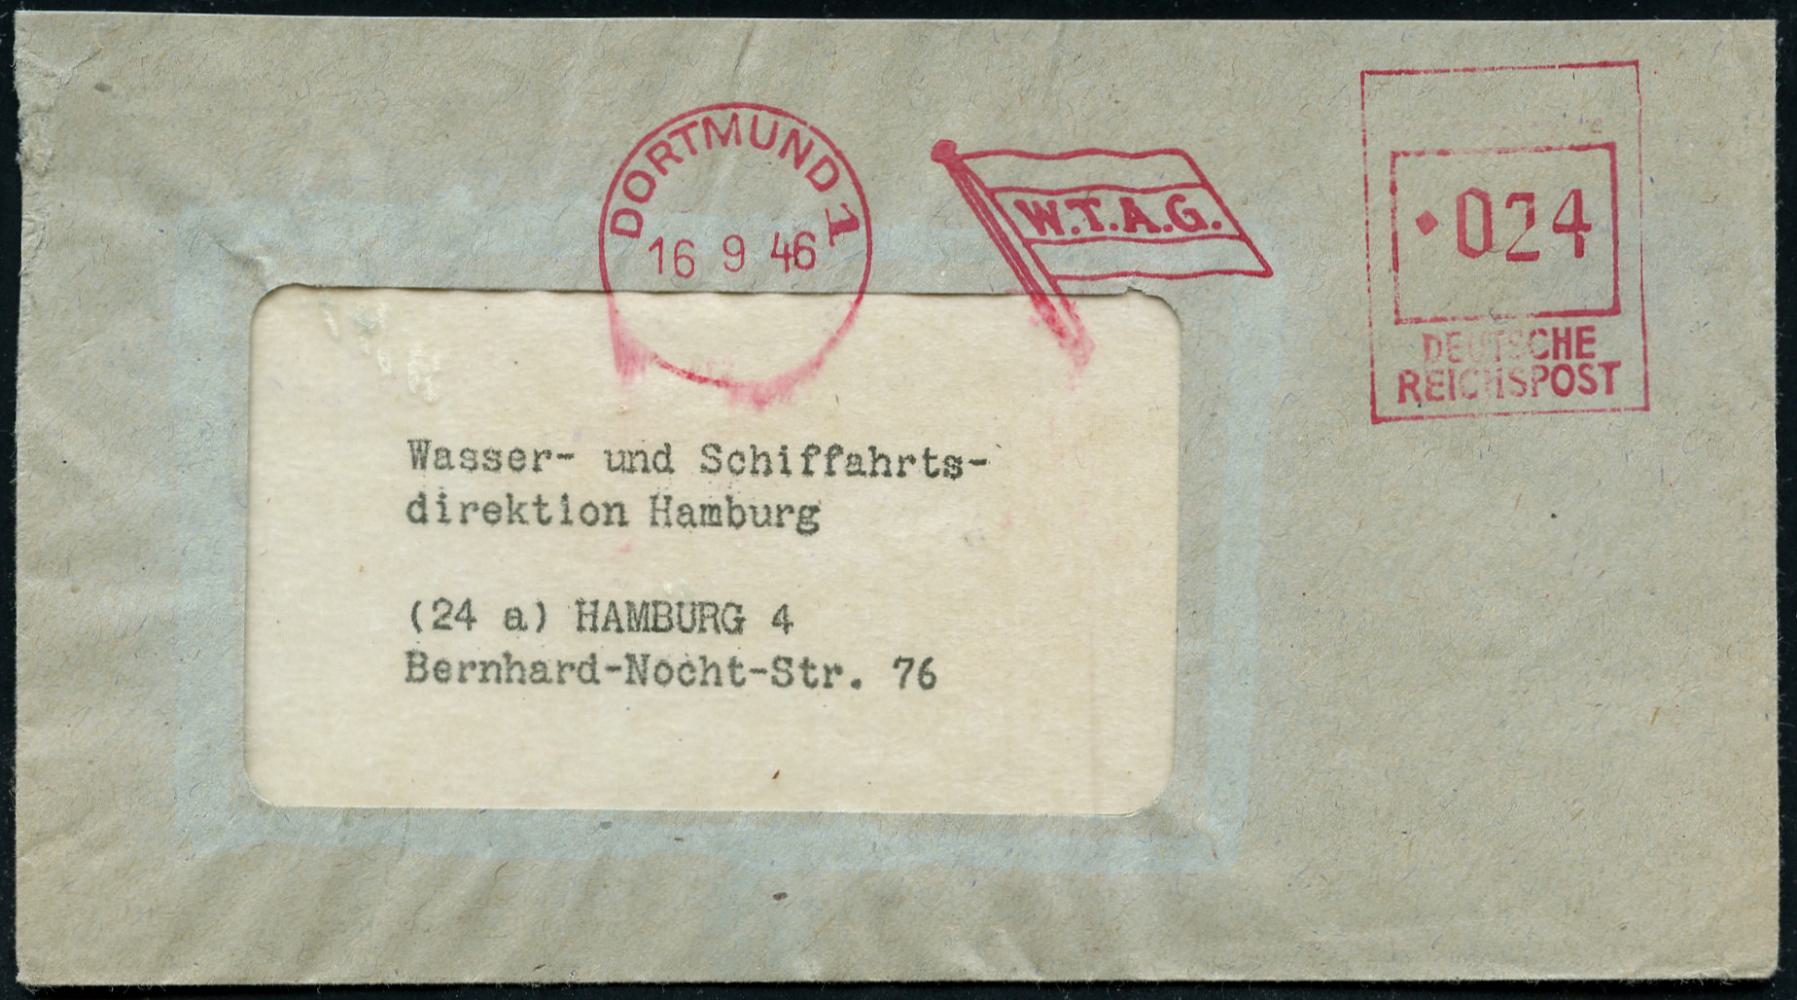 DORTMUND 1
16 9 46
W.T.A.G.
024
DEUTSCHE
REICHSPOST
Wasser- und Schiffahrts-
direktion Hamburg
(24 a) HAMBURG 4
Bernhard-Nocht-Str. 76